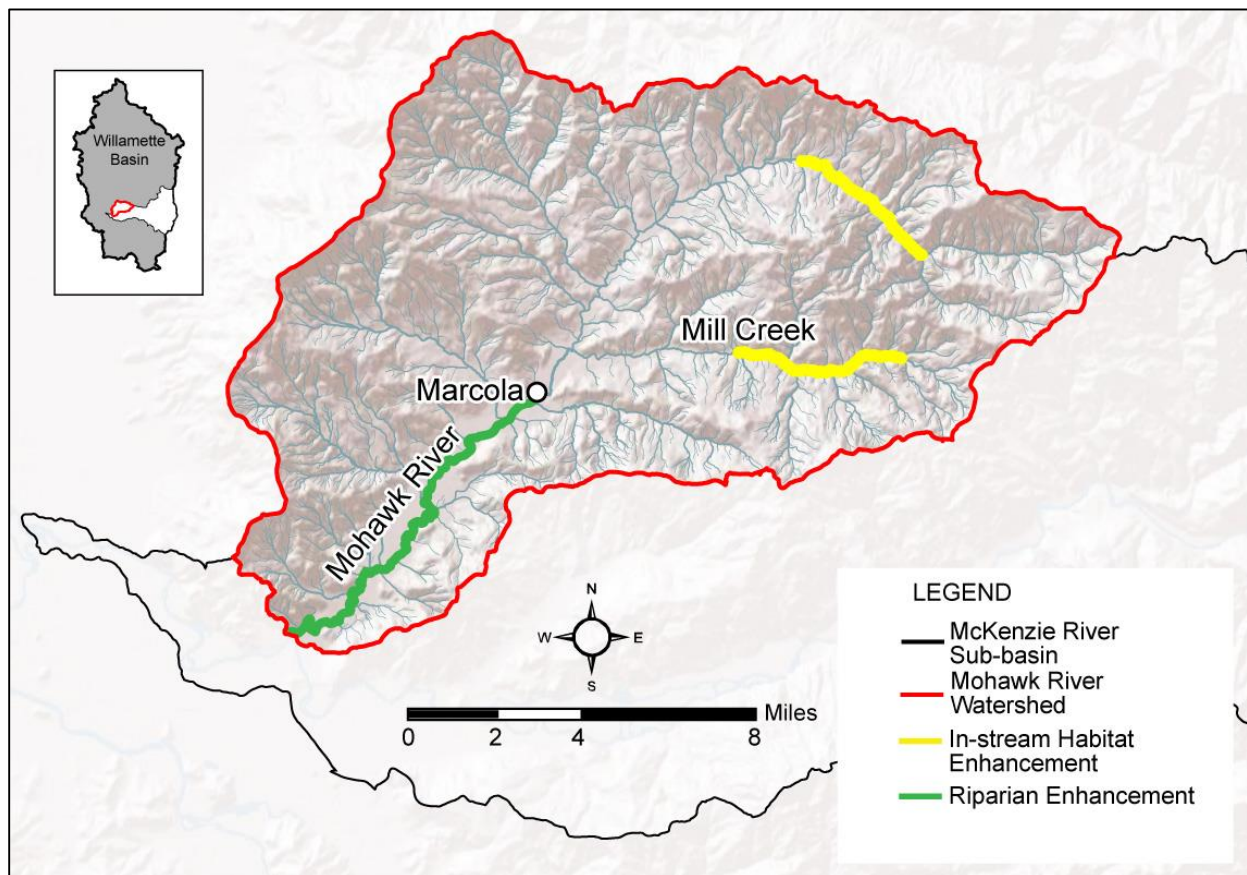 Willamette
Basin
Mill Creek
Marcola
Mohawk River
N
W
E
S
Miles
0
2
4
8
LEGEND
McKenzie River
Sub-basin
Mohawk River
Watershed
In-stream Habitat
Enhancement
Riparian Enhancement